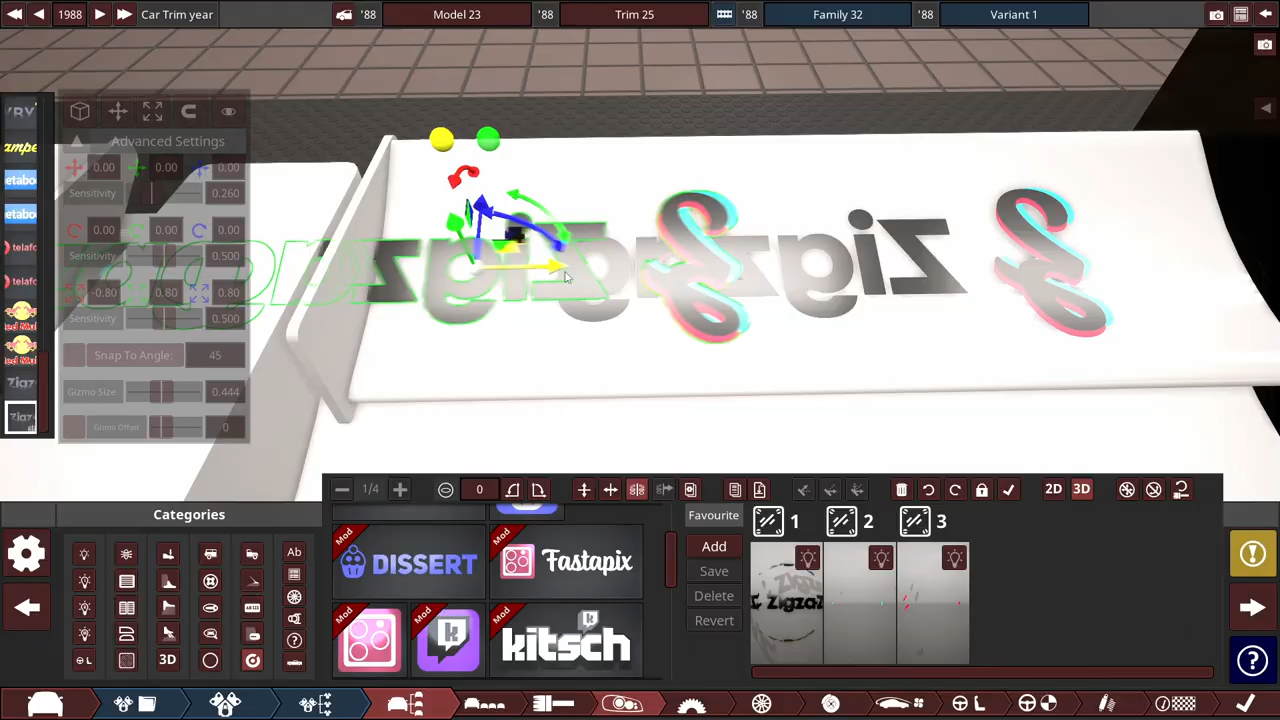 1988 Car Trim year '88 Model 23 '88 Trim 25 '88 Family 32 '88 Variant 1
Advanced Settings
0.00 0.00 0.00
Sensitivity 0.260
0.00 0.00 0.00
Sensitivity 0.500
-0.80 0.80 0.80
Sensitivity 0.500
Snap To Angle: 45
Gizmo Size 0.444
Gizmo Offset 0
telafo
telafo
1/4 0 2D 3D
Categories
Ab
3D
Mod DISSERT
Mod Fastapix
Mod
Mod
Mod kitsch
Favourite 1 2 3
Add
Save
Delete
Revert